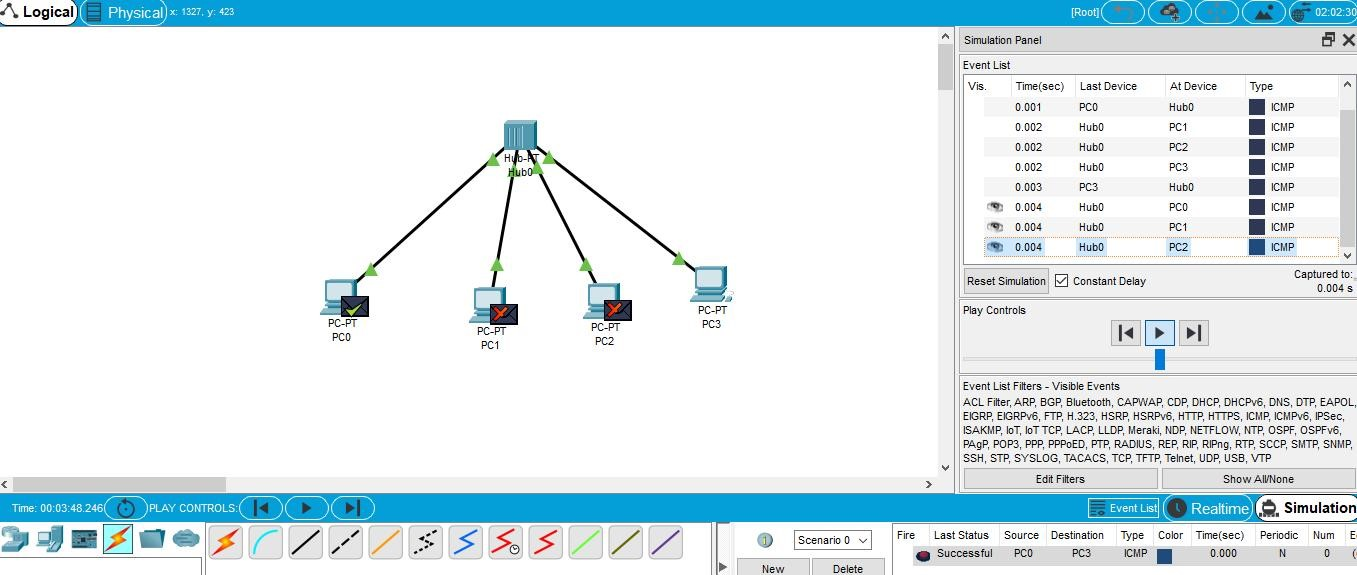 Logical Physical x: 1327, y: 423 [Root] 02:02:30
Simulation Panel
Event List
Vis. Time(sec) Last Device At Device Type
0.001 PC0 Hub0 ICMP
0.002 Hub0 PC1 ICMP
0.002 Hub0 PC2 ICMP
0.002 Hub0 PC3 ICMP
0.003 PC3 Hub0 ICMP
0.004 Hub0 PC0 ICMP
0.004 Hub0 PC1 ICMP
0.004 Hub0 PC2 ICMP
Reset Simulation Constant Delay Captured to:
0.004 s
Play Controls
Event List Filters - Visible Events
ACL Filter, ARP, BGP, Bluetooth, CAPWAP, CDP, DHCP, DHCPv6, DNS, DTP, EAPOL,
EIGRP, EIGRPv6, FTP, H.323, HSRP, HSRPv6, HTTP, HTTPS, ICMP, ICMPv6, IPSec,
ISAKMP, IoT, IoT TCP, LACP, LLDP, Meraki, NDP, NETFLOW, NTP, OSPF, OSPFv6,
PAgP, POP3, PPP, PPPoED, PTP, RADIUS, REP, RIP, RIPng, RTP, SCCP, SMTP, SNMP,
SSH, STP, SYSLOG, TACACS, TCP, TFTP, Telnet, UDP, USB, VTP
Edit Filters Show All/None
Hub-PT
Hub0
PC-PT
PC0
PC-PT
PC1
PC-PT
PC2
PC-PT
PC3
Time: 00:03:48.246 PLAY CONTROLS: Event List Realtime Simulation
Scenario 0
New Delete
Fire Last Status Source Destination Type Color Time(sec) Periodic Num
Successful PC0 PC3 ICMP 0.000 N 0